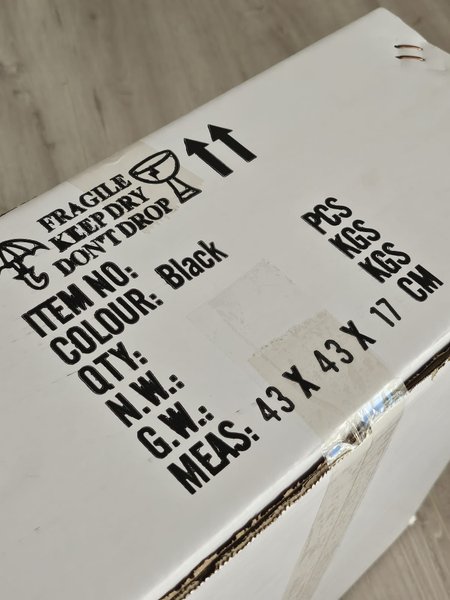 FRAGILE
KEEP DRY
DON'T DROP
ITEM NO:
COLOUR: Black
QTY: PCS
N.W.: KGS
G.W.: KGS
MEAS: 43 X 43 X 17 CM